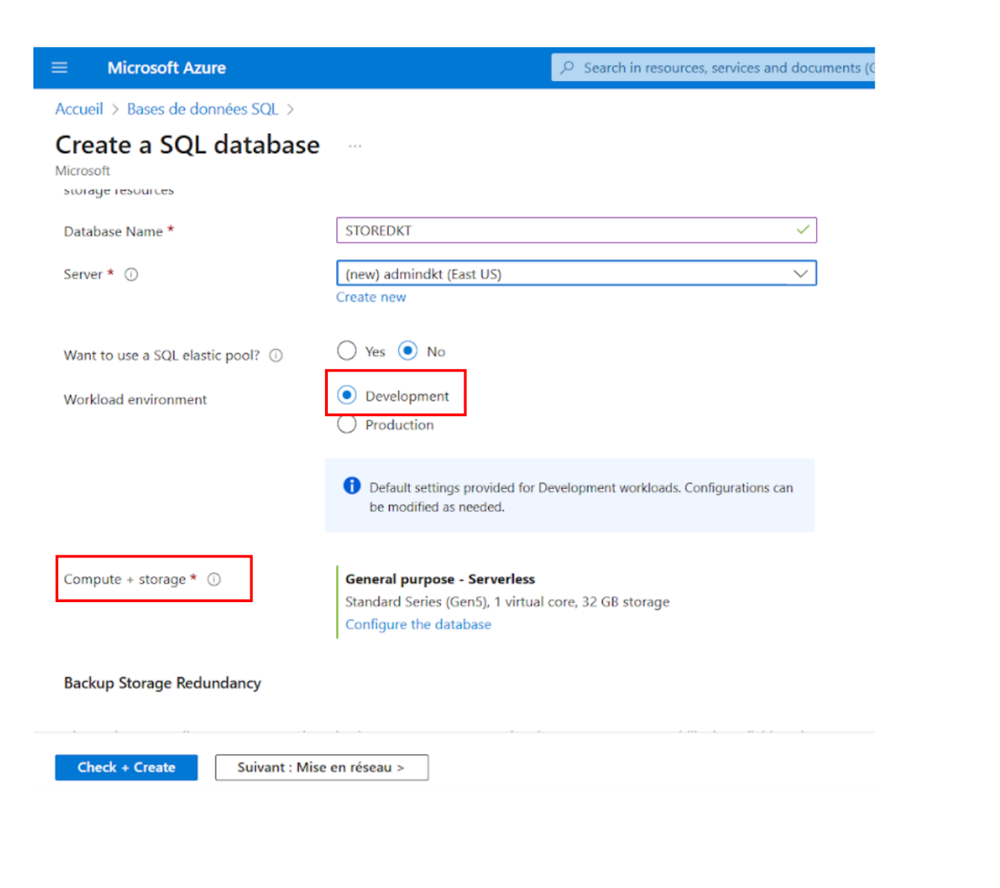 Microsoft Azure
Search in resources, services and documents (
Accueil > Bases de données SQL >
Create a SQL database ...
Microsoft
storage resources
Database Name *
STOREDKT
Server *
(new) admindkt (East US)
Create new
Want to use a SQL elastic pool?
Yes No
Workload environment
Development
Production
Default settings provided for Development workloads. Configurations can
be modified as needed.
Compute + storage *
General purpose - Serverless
Standard Series (Gen5), 1 virtual core, 32 GB storage
Configure the database
Backup Storage Redundancy
Check + Create
Suivant : Mise en réseau >